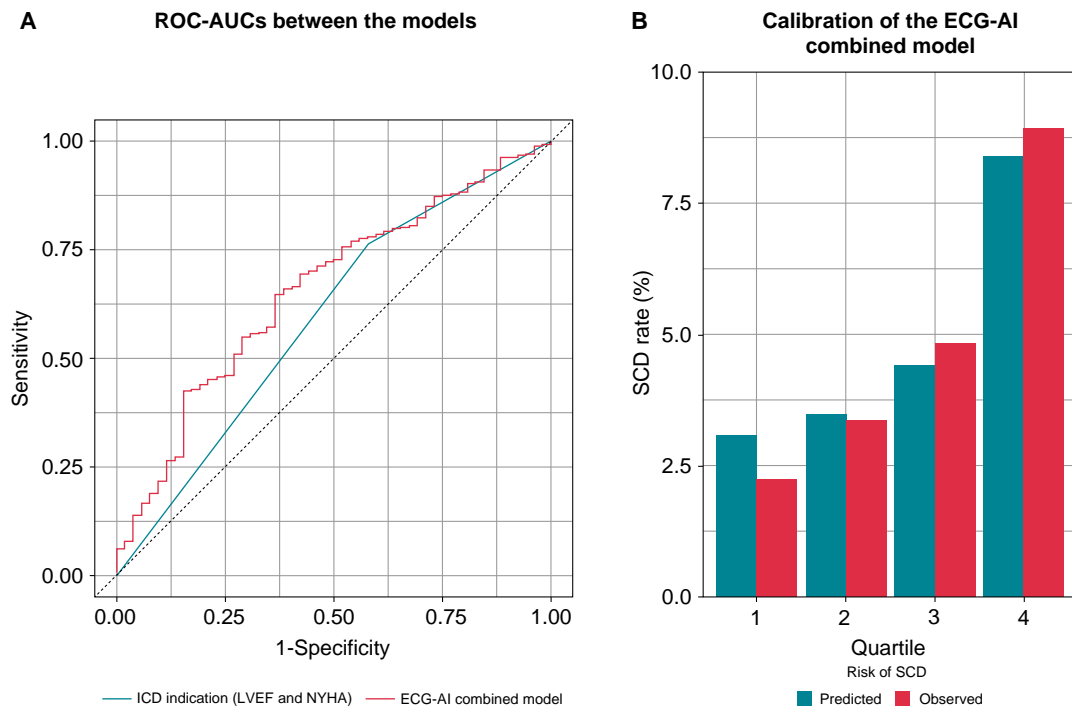 A
ROC-AUCs between the models
1.00
0.75
0.50
0.25
0.00
Sensitivity
0.00 0.25 0.50 0.75 1.00
1-Specificity
ICD indication (LVEF and NYHA) ECG-AI combined model
B
Calibration of the ECG-AI
combined model
10.0
7.5
5.0
2.5
0.0
SCD rate (%)
1 2 3 4
Quartile
Risk of SCD
Predicted Observed